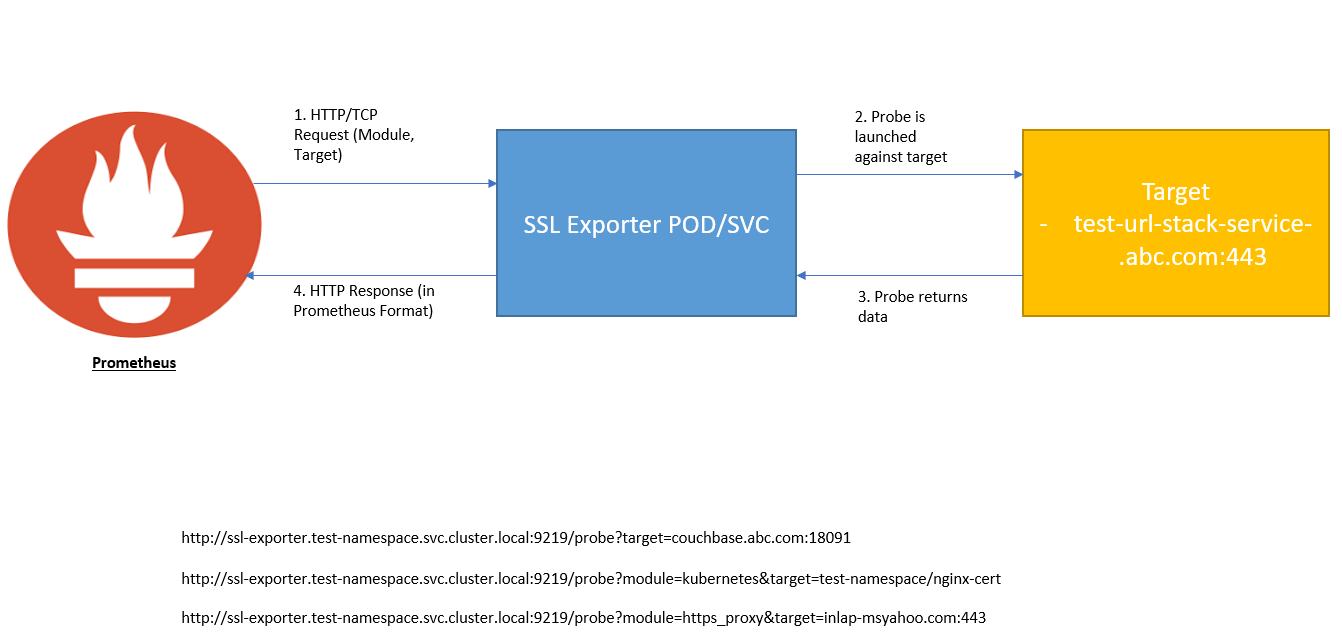 1. HTTP/TCP
Request (Module,
Target)
2. Probe is
launched
against target
SSL Exporter POD/SVC
Target
- test-url-stack-service-
.abc.com:443
4. HTTP Response (in
Prometheus Format)
3. Probe returns
data
Prometheus
http://ssl-exporter.test-namespace.svc.cluster.local:9219/probe?target=couchbase.abc.com:18091
http://ssl-exporter.test-namespace.svc.cluster.local:9219/probe?module=kubernetes&target=test-namespace/nginx-cert
http://ssl-exporter.test-namespace.svc.cluster.local:9219/probe?module=https_proxy&target=inlap-msyahoo.com:443